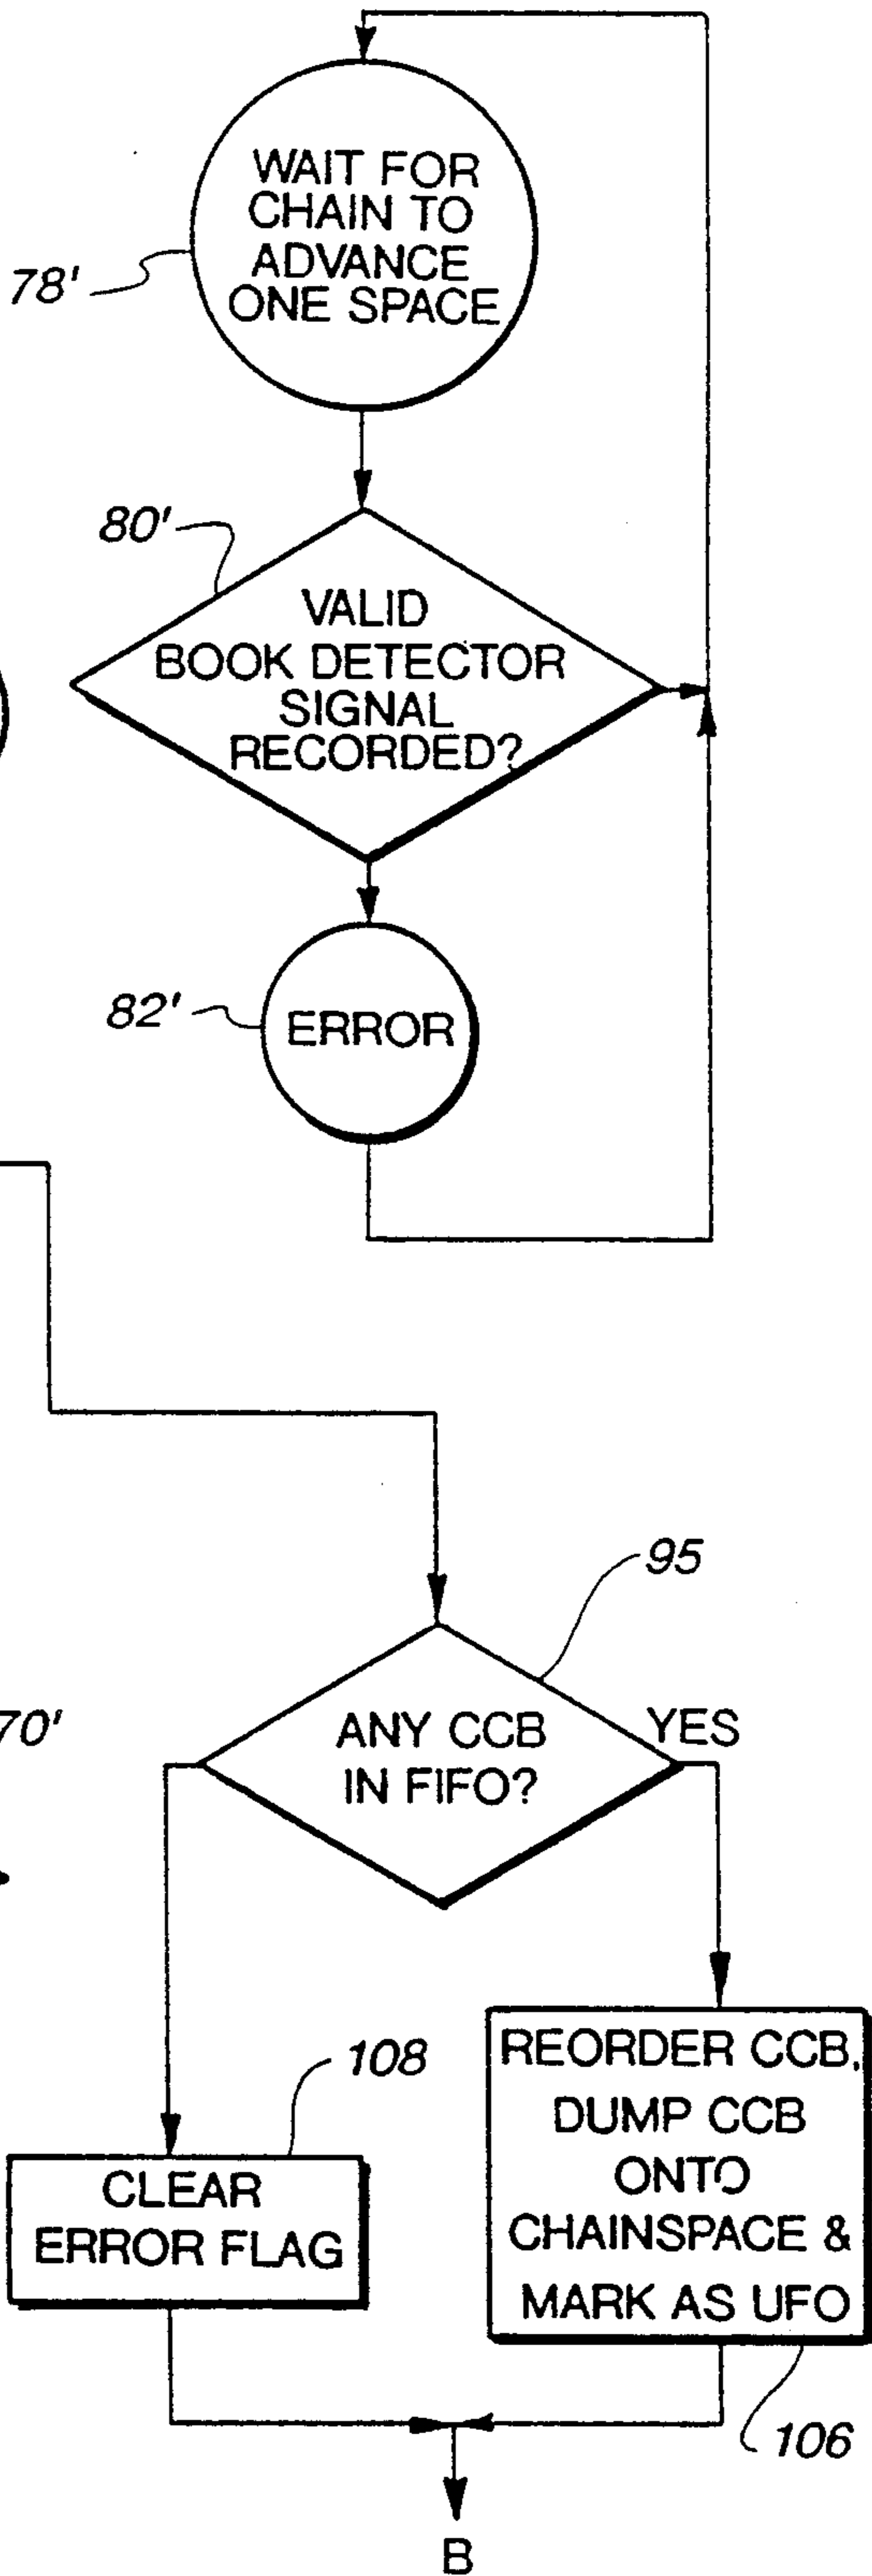 WAIT FOR
CHAIN TO
ADVANCE
ONE SPACE
78'
80'
VALID
BOOK DETECTOR
SIGNAL
RECORDED?
82'
ERROR
95
70'
ANY CCB
IN FIFO?
YES
108
CLEAR
ERROR FLAG
REORDER CCB,
DUMP CCB
ONTO
CHAINSPACE &
MARK AS UFO
106
B